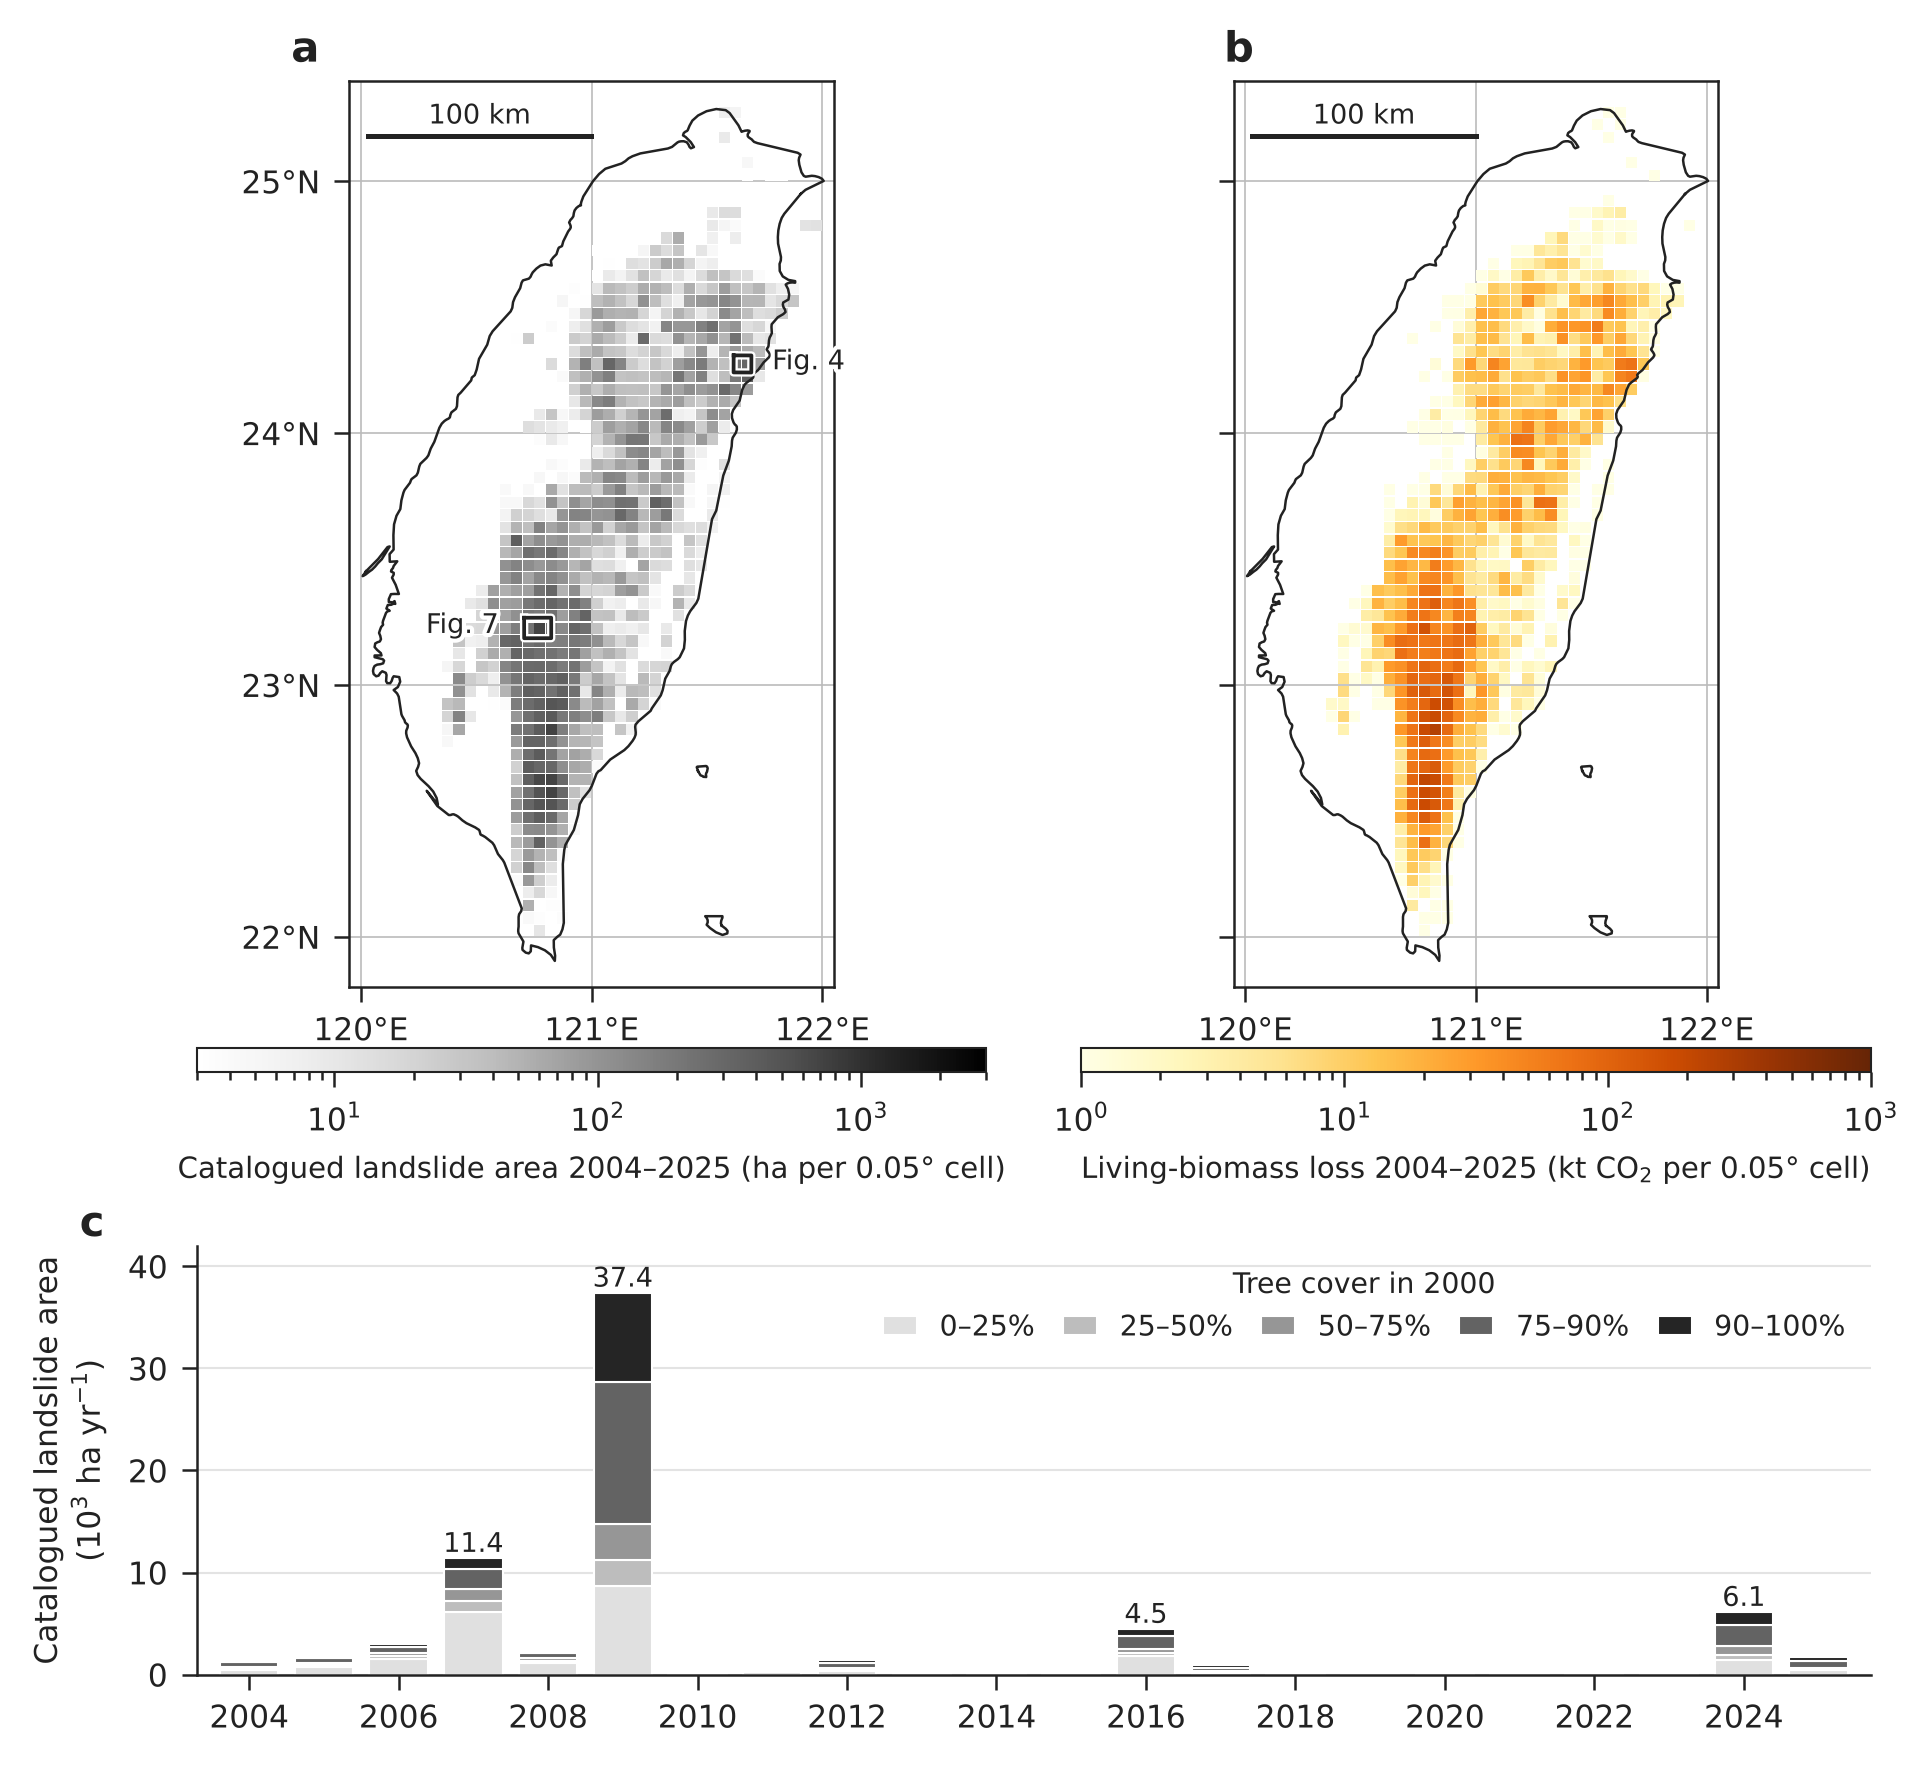 a
b
100 km
100 km
25°N
24°N
23°N
22°N
Fig. 4
Fig. 7
120°E 121°E 122°E
120°E 121°E 122°E
10¹ 10² 10³
10⁰ 10¹ 10² 10³
Catalogued landslide area 2004–2025 (ha per 0.05° cell)
Living-biomass loss 2004–2025 (kt CO₂ per 0.05° cell)
c
Catalogued landslide area
(10³ ha yr⁻¹)
40
30
20
10
0
Tree cover in 2000
0–25% 25–50% 50–75% 75–90% 90–100%
11.4
37.4
4.5
6.1
2004 2006 2008 2010 2012 2014 2016 2018 2020 2022 2024